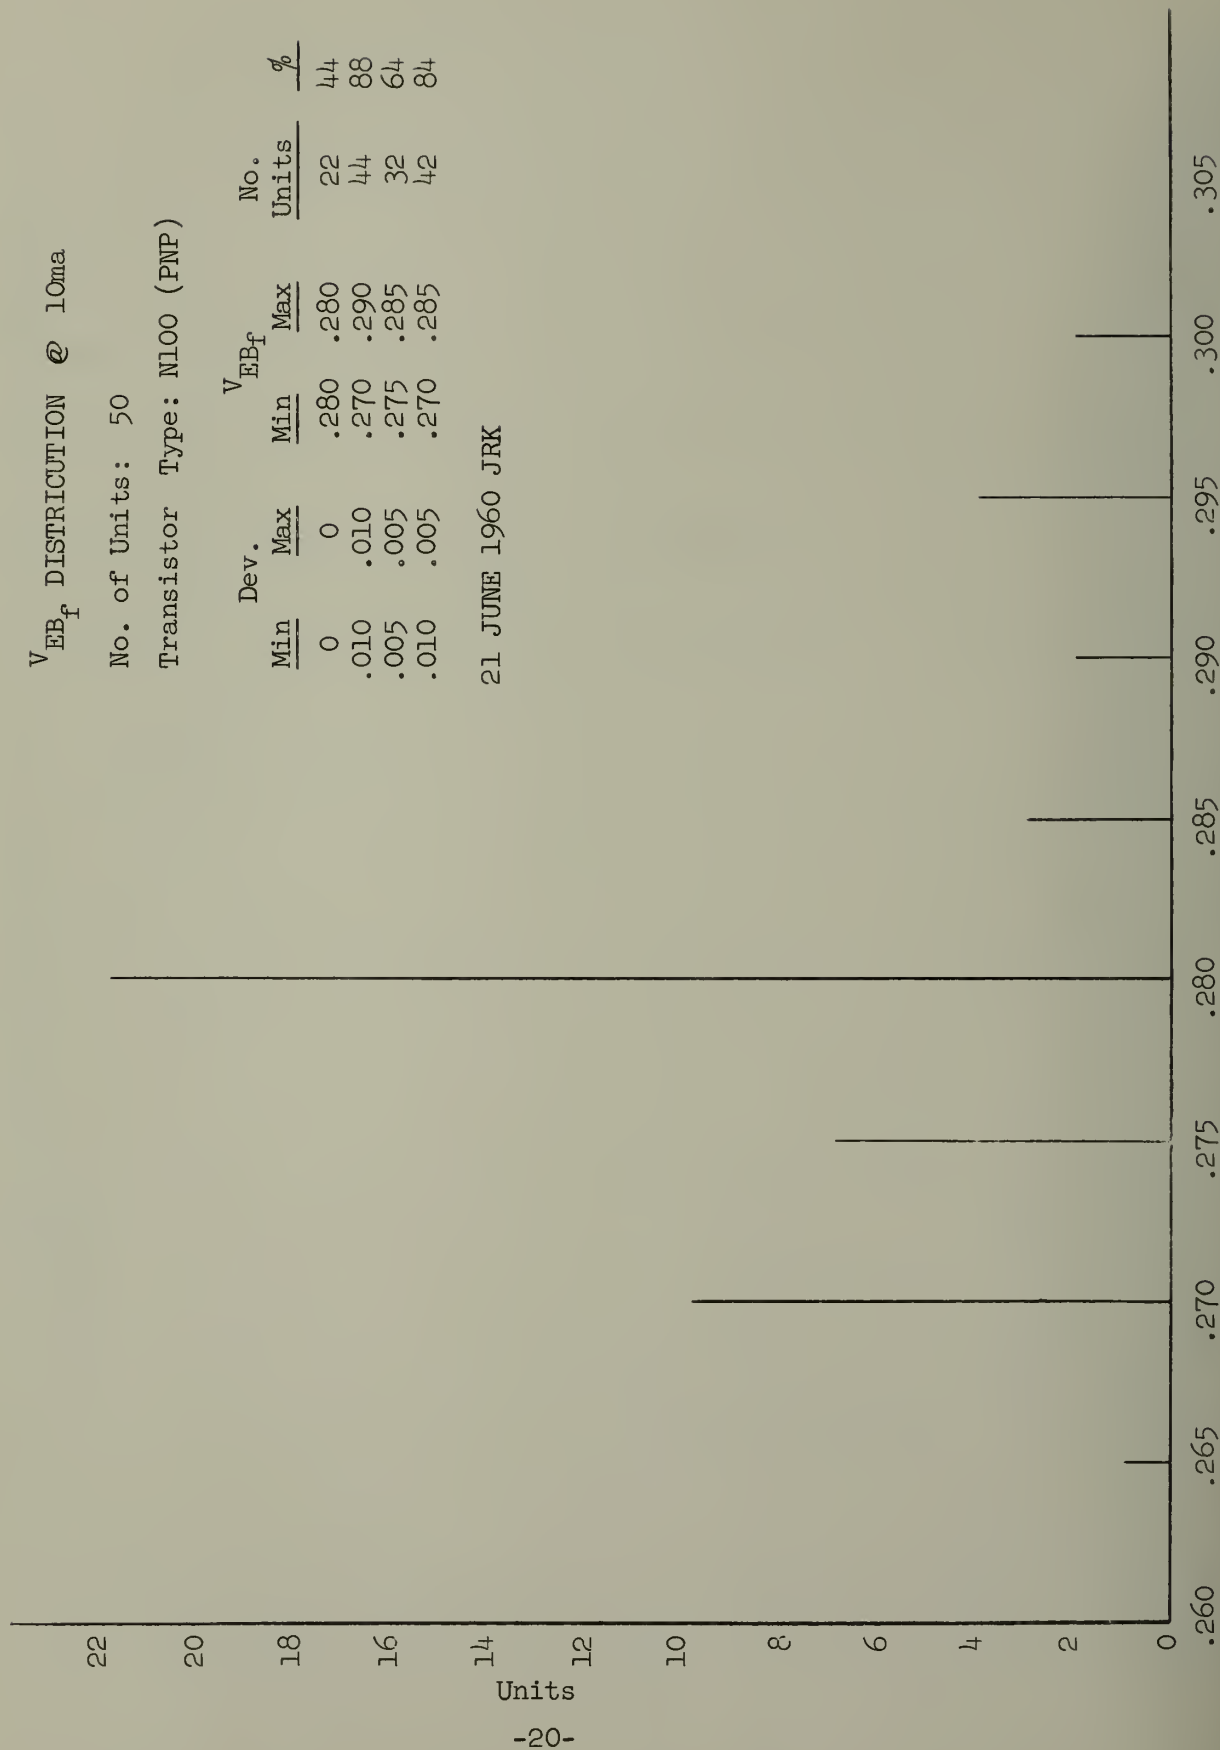 V_EB_f DISTRICUTION @ 10ma
No. of Units: 50
Transistor Type: N100 (PNP)
Dev. V_EB_f No.
Min Max Min Max Units %
0 0 .280 .280 22 44
.010 .010 .270 .290 44 88
.005 .005 .275 .285 32 64
.010 .005 .270 .285 42 84
21 JUNE 1960 JRK
22
20
18
16
14
12
10
8
6
4
2
0
Units
.260 .265 .270 .275 .280 .285 .290 .295 .300 .305
-20-